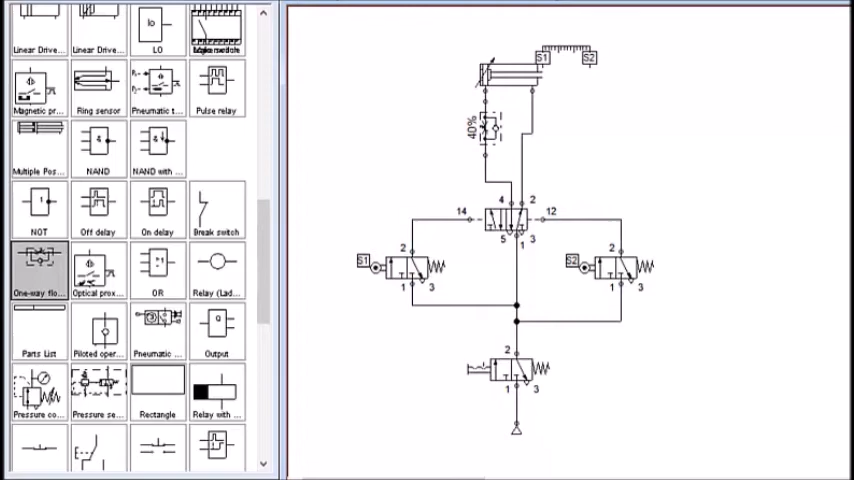 Linear Drive...
Linear Drive...
LO
Magnetic pr...
Ring sensor
Pneumatic t...
Pulse relay
Multiple Pos...
NAND
NAND with ...
NOT
Off delay
On delay
Break switch
One-way flo...
Optical prox...
OR
Relay (Lad...
Parts List
Piloted oper...
Pneumatic ...
Output
Pressure co...
Pressure se...
Rectangle
Relay with ...
S1
S2
40%
4
2
14
12
5
1
3
S1
2
1
3
S2
2
1
3
2
1
3